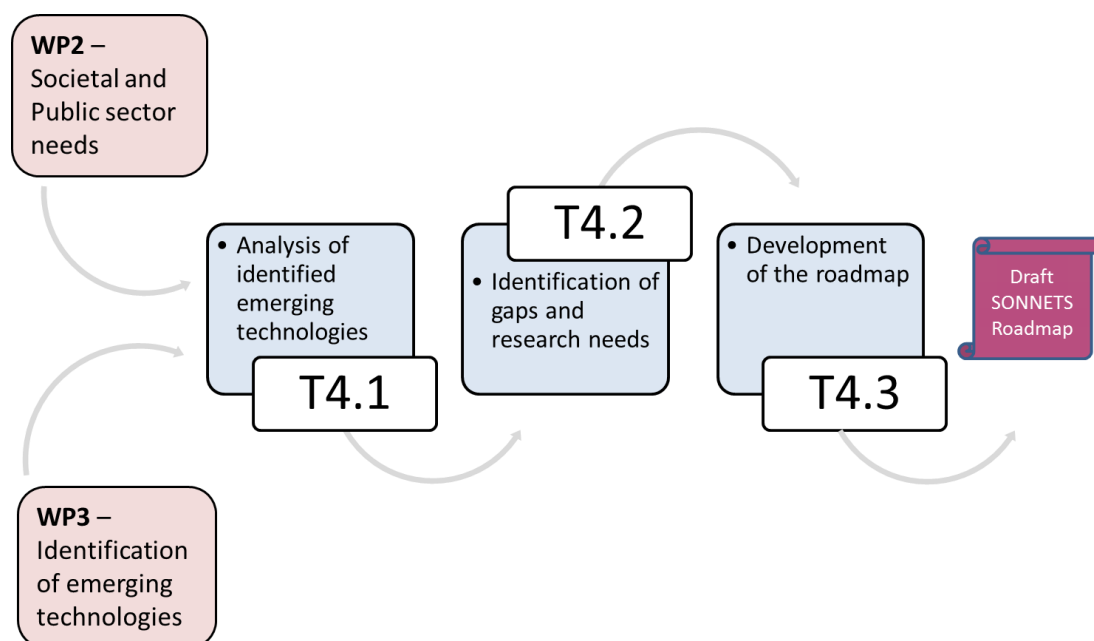 WP2 –
Societal and
Public sector
needs
WP3 –
Identification
of emerging
technologies
• Analysis of
identified
emerging
technologies
T4.1
T4.2
• Identification of
gaps and
research needs
• Development
of the roadmap
T4.3
Draft
SONNETS
Roadmap